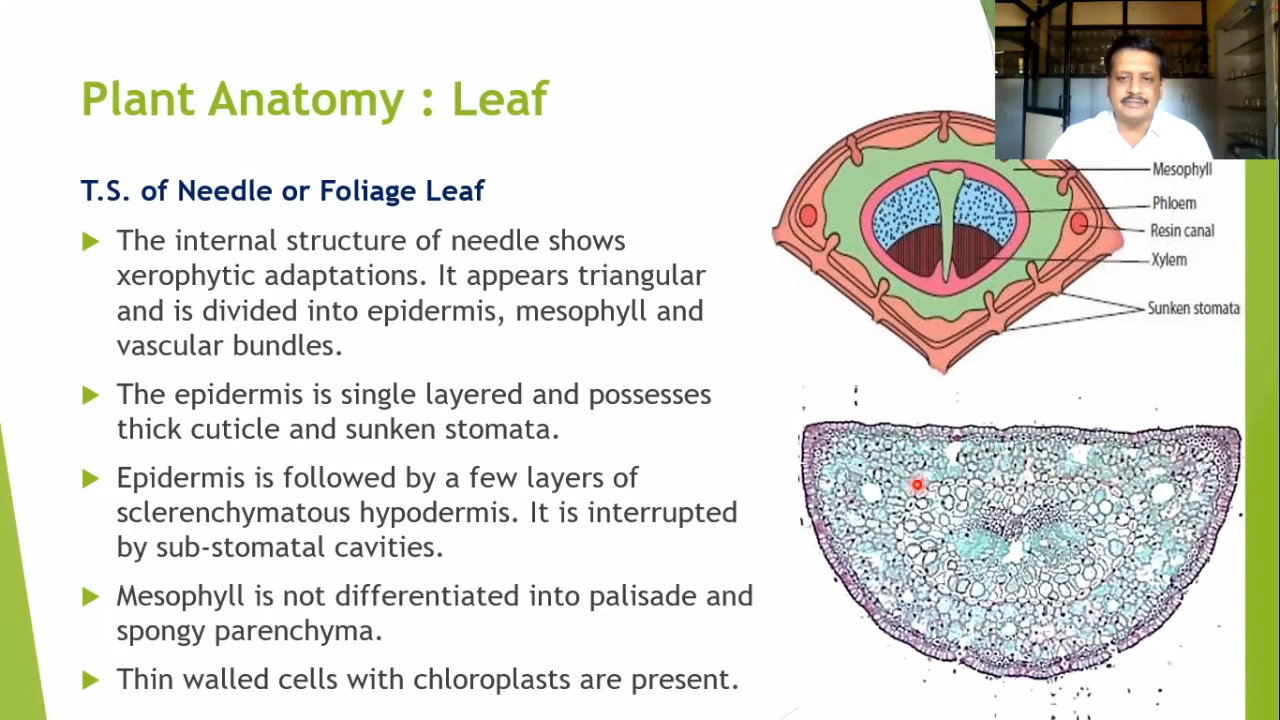 Plant Anatomy : Leaf
T.S. of Needle or Foliage Leaf
The internal structure of needle shows
xerophytic adaptations. It appears triangular
and is divided into epidermis, mesophyll and
vascular bundles.
The epidermis is single layered and possesses
thick cuticle and sunken stomata.
Epidermis is followed by a few layers of
sclerenchymatous hypodermis. It is interrupted
by sub-stomatal cavities.
Mesophyll is not differentiated into palisade and
spongy parenchyma.
Thin walled cells with chloroplasts are present.
Mesophyll
Phloem
Resin canal
Xylem
Sunken stomata